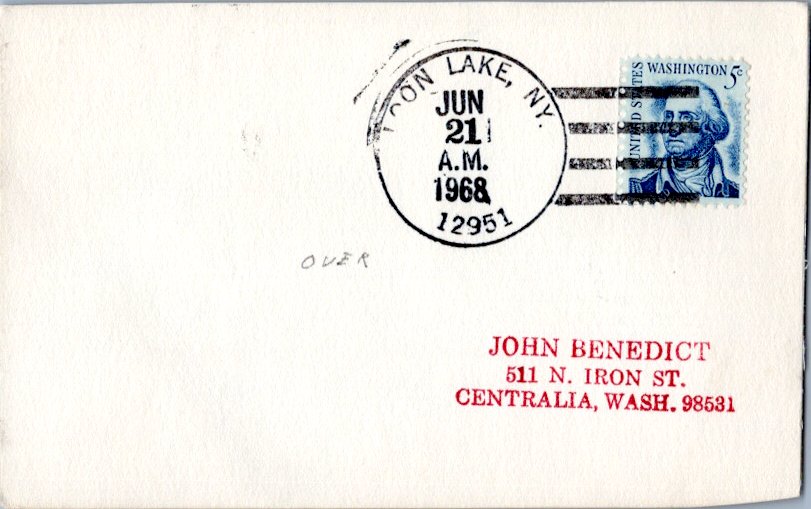 LOON LAKE, NY.
JUN
21
A.M.
1968
12951
UNITED STATES
WASHINGTON 5c
OVER
JOHN BENEDICT
511 N. IRON ST.
CENTRALIA, WASH. 98531